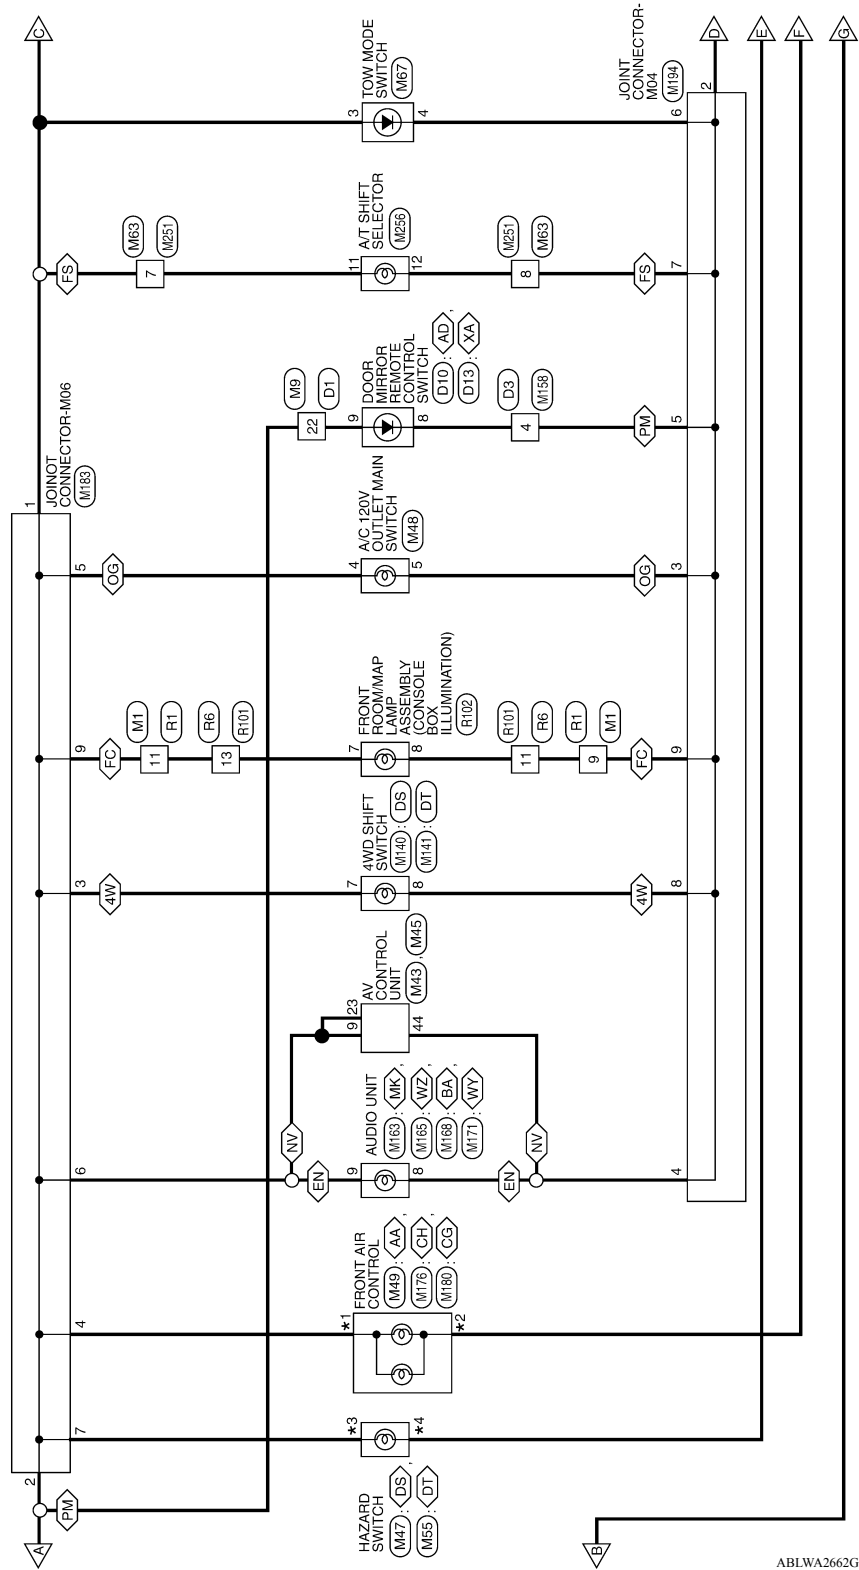 A
2
PM
7
4
6
3
9
5
1
JOINOT
CONNECTOR-M06
M183
C
HAZARD
SWITCH
M47 : DS ,
M55 : DT
*3
*4
FRONT AIR
CONTROL
M49 : AA ,
M176 : CH ,
M180 : CG
*1
*2
NV
EN
9
8
EN
NV
4
AUDIO UNIT
M163 : MK ,
M165 : WZ ,
M168 : BA ,
M171 : WY
AV
CONTROL
UNIT
M43 , M45
9
23
44
4WD SHIFT
SWITCH
M140 : DS ,
M141 : DT
4W
7
8
4W
8
FRONT
ROOM/MAP
LAMP
ASSEMBLY
(CONSOLE
BOX
ILLUMINATION)
R102
FC
11
M1
R1
13
R6
R101
7
8
11
R101
R6
9
R1
M1
FC
9
A/C 120V
OUTLET MAIN
SWITCH
M48
OG
4
5
OG
3
DOOR
MIRROR
REMOTE
CONTROL
SWITCH
D10 : AD ,
D13 : XA
22
M9
D1
9
8
4
D3
M158
PM
5
A/T SHIFT
SELECTOR
M256
FS
7
M63
M251
11
12
8
M251
M63
FS
7
TOW MODE
SWITCH
M67
3
4
6
JOINT
CONNECTOR-
M04
M194
2
D
E
F
G
B
ABLWA2662G